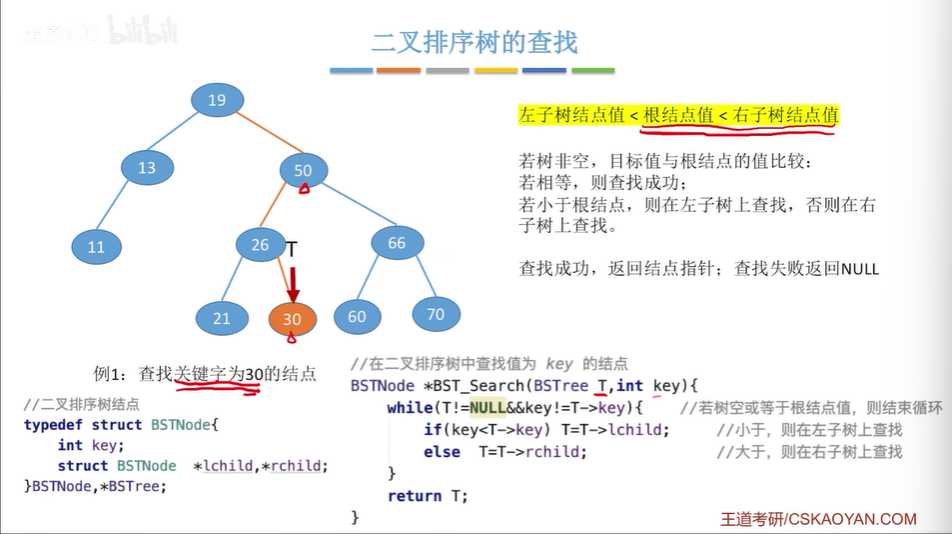 王道考研 bilibili
二叉排序树的查找
19
13
50
11
26
T
66
21
30
60
70
左子树结点值 < 根结点值 < 右子树结点值
若树非空，目标值与根结点的值比较：
若相等，则查找成功；
若小于根结点，则在左子树上查找，否则在右
子树上查找。
查找成功，返回结点指针；查找失败返回NULL
例1：查找关键字为30的结点
//二叉排序树结点
typedef struct BSTNode{
int key;
struct BSTNode *lchild,*rchild;
}BSTNode,*BSTree;
//在二叉排序树中查找值为 key 的结点
BSTNode *BST_Search(BSTree T,int key){
while(T!=NULL&&key!=T->key){ //若树空或等于根结点值，则结束循环
if(key<T->key) T=T->lchild; //小于，则在左子树上查找
else T=T->rchild; //大于，则在右子树上查找
}
return T;
}
王道考研/CSKAOYAN.COM